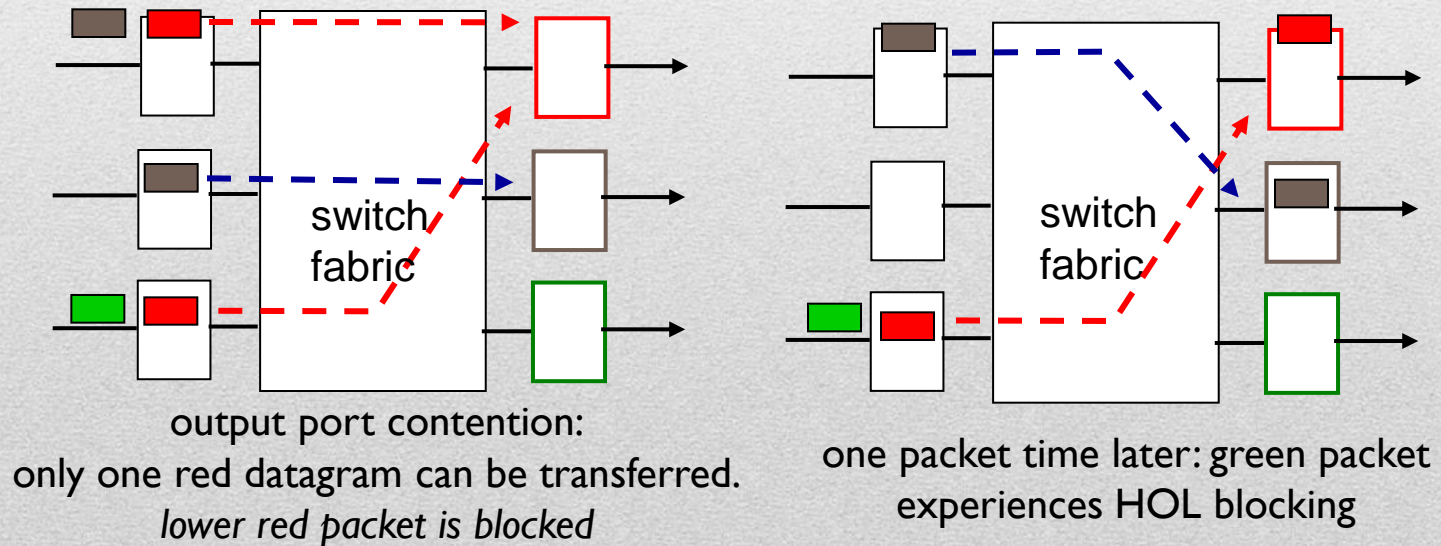 switch
fabric
output port contention:
only one red datagram can be transferred.
lower red packet is blocked
switch
fabric
one packet time later: green packet
experiences HOL blocking